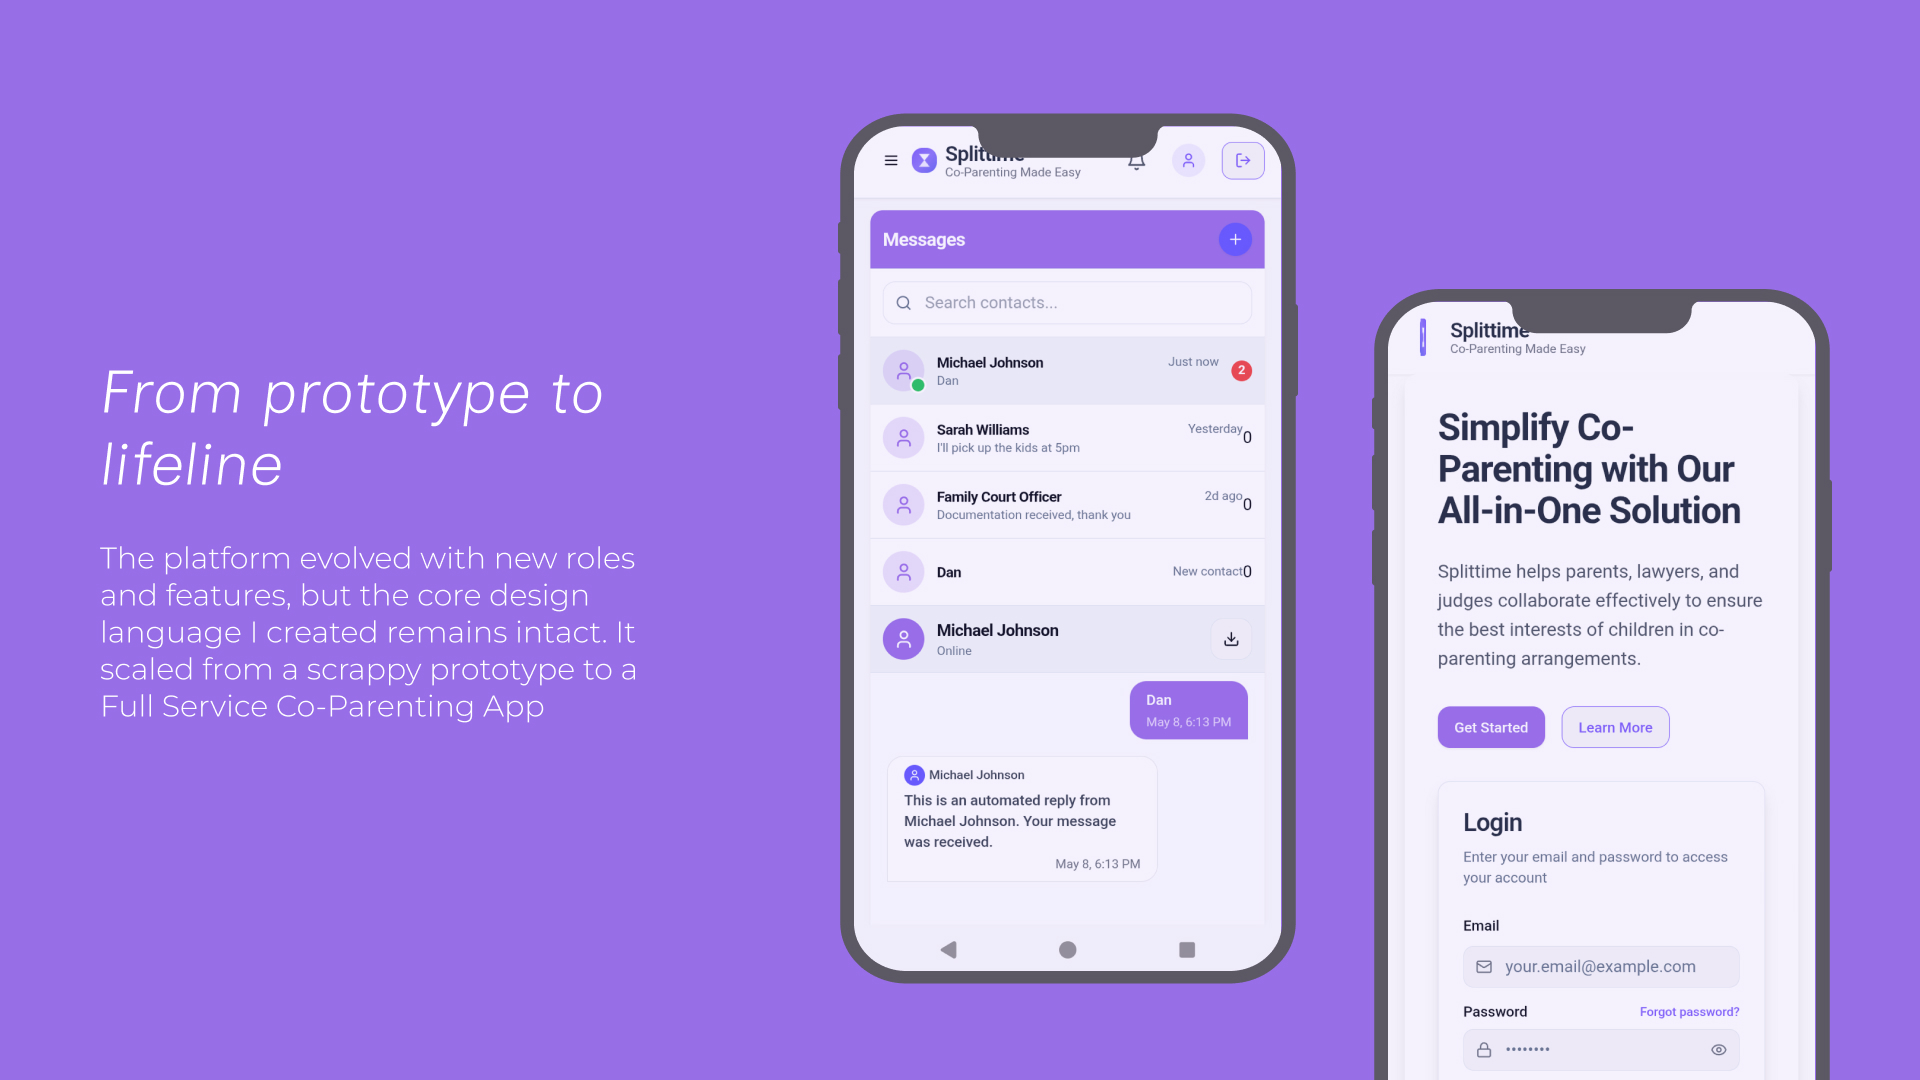 From prototype to
lifeline
The platform evolved with new roles
and features, but the core design
language I created remains intact. It
scaled from a scrappy prototype to a
Full Service Co-Parenting App
Splittime
Co-Parenting Made Easy
Messages
Search contacts...
Michael Johnson
Just now
2
Dan
Sarah Williams
Yesterday
0
I'll pick up the kids at 5pm
Family Court Officer
2d ago
0
Documentation received, thank you
Dan
New contact
0
Michael Johnson
Online
Dan
May 8, 6:13 PM
Michael Johnson
This is an automated reply from
Michael Johnson. Your message
was received.
May 8, 6:13 PM
Splittime
Co-Parenting Made Easy
Simplify Co-
Parenting with Our
All-in-One Solution
Splittime helps parents, lawyers, and
judges collaborate effectively to ensure
the best interests of children in co-
parenting arrangements.
Get Started
Learn More
Login
Enter your email and password to access
your account
Email
your.email@example.com
Password
Forgot password?
••••••••